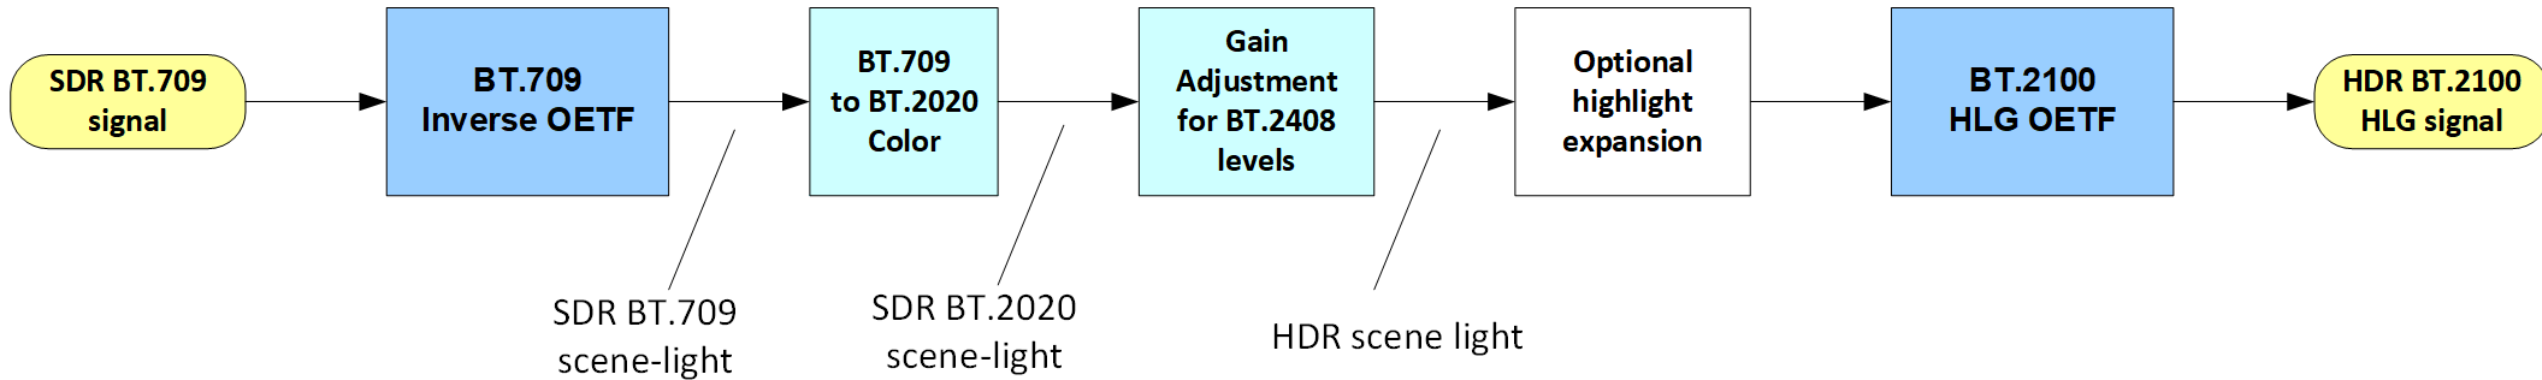 SDR BT.709
signal
BT.709
Inverse OETF
BT.709
to BT.2020
Color
Gain
Adjustment
for BT.2408
levels
Optional
highlight
expansion
BT.2100
HLG OETF
HDR BT.2100
HLG signal
SDR BT.709
scene-light
SDR BT.2020
scene-light
HDR scene light